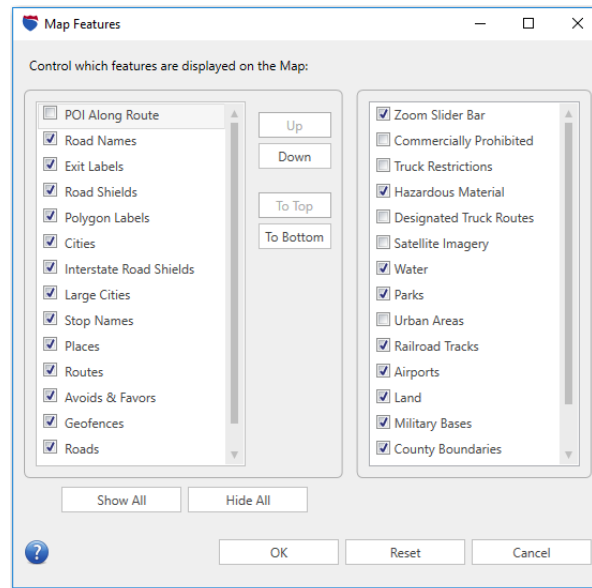 Map Features
Control which features are displayed on the Map:
POI Along Route
Road Names
Exit Labels
Road Shields
Polygon Labels
Cities
Interstate Road Shields
Large Cities
Stop Names
Places
Routes
Avoids & Favors
Geofences
Roads
Up
Down
To Top
To Bottom
Zoom Slider Bar
Commercially Prohibited
Truck Restrictions
Hazardous Material
Designated Truck Routes
Satellite Imagery
Water
Parks
Urban Areas
Railroad Tracks
Airports
Land
Military Bases
County Boundaries
Show All
Hide All
?
OK
Reset
Cancel